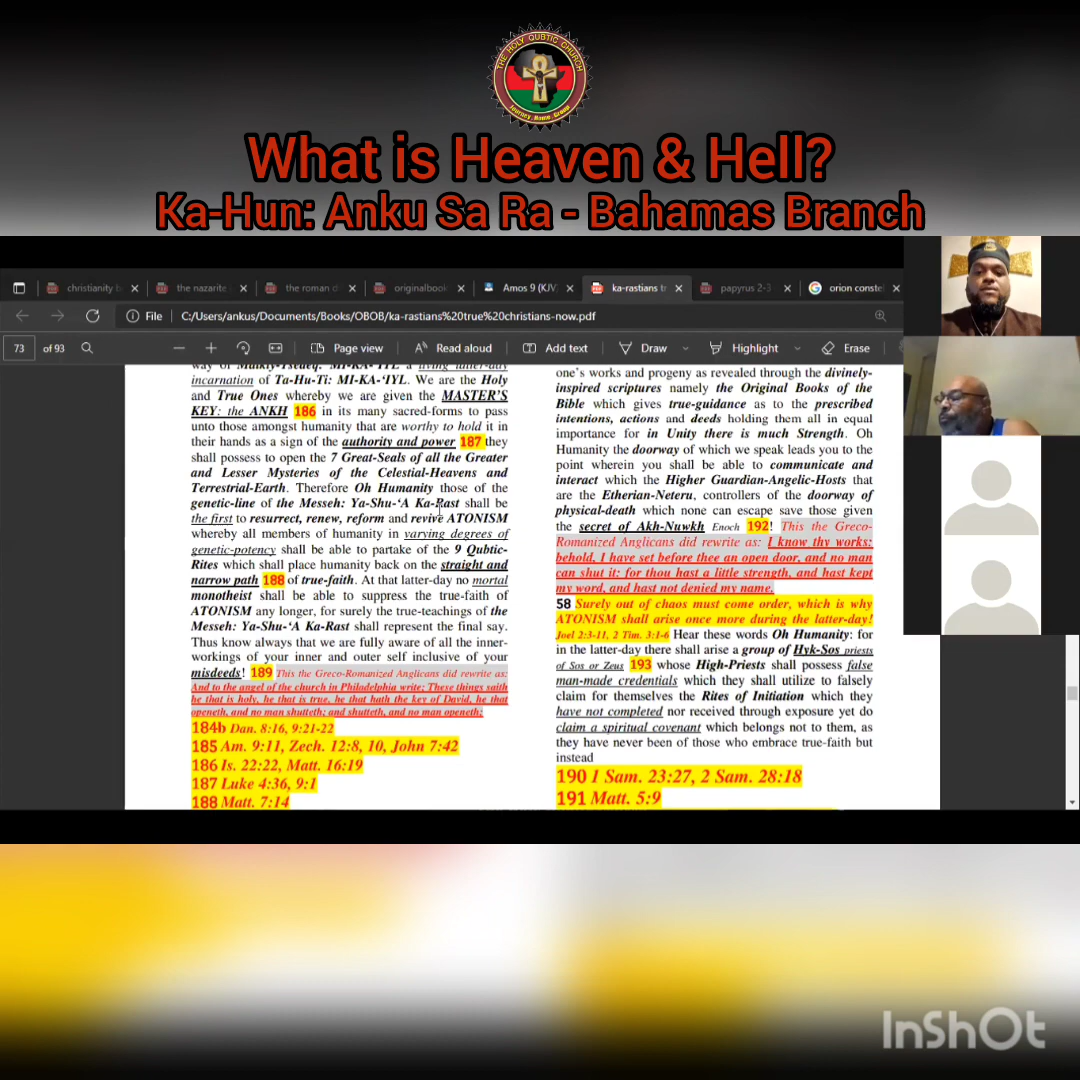 THE HOLY QUBTIC CHURCH
Journey Home Group
What is Heaven & Hell?
Ka-Hun: Anku Sa Ra - Bahamas Branch
christianity b
the nazarite
the roman d
originalbook
Amos 9 (KJV)
ka-rastians tr
papyrus 2-3
orion conste
File C:/Users/ankus/Documents/Books/OBOB/ka-rastians%20true%20christians-now.pdf
73 of 93 Page view Read aloud Add text Draw Highlight Erase
way of Malkiy-Tsedeq: MI-KA-'IYL a living latter-day
incarnation of Ta-Hu-Ti: MI-KA-'IYL. We are the Holy
and True Ones whereby we are given the MASTER'S
KEY: the ANKH 186 in its many sacred-forms to pass
unto those amongst humanity that are worthy to hold it in
their hands as a sign of the authority and power 187 they
shall possess to open the 7 Great-Seals of all the Greater
and Lesser Mysteries of the Celestial-Heavens and
Terrestrial-Earth. Therefore Oh Humanity those of the
genetic-line of the Messeh: Ya-Shu-'A Ka-Rast shall be
the first to resurrect, renew, reform and revive ATONISM
whereby all members of humanity in varying degrees of
genetic-potency shall be able to partake of the 9 Qubtic-
Rites which shall place humanity back on the straight and
narrow path 188 of true-faith. At that latter-day no mortal
monotheist shall be able to suppress the true-faith of
ATONISM any longer, for surely the true-teachings of the
Messeh: Ya-Shu-'A Ka-Rast shall represent the final say.
Thus know always that we are fully aware of all the inner-
workings of your inner and outer self inclusive of your
misdeeds! 189 This the Greco-Romanized Anglicans did rewrite as:
And to the angel of the church in Philadelphia write; These things saith
he that is holy, he that is true, he that hath the key of David, he that
openeth, and no man shutteth; and shutteth, and no man openeth;
184b Dan. 8:16, 9:21-22
185 Am. 9:11, Zech. 12:8, 10, John 7:42
186 Is. 22:22, Matt. 16:19
187 Luke 4:36, 9:1
188 Matt. 7:14
one's works and progeny as revealed through the divinely-
inspired scriptures namely the Original Books of the
Bible which gives true-guidance as to the prescribed
intentions, actions and deeds holding them all in equal
importance for in Unity there is much Strength. Oh
Humanity the doorway of which we speak leads you to the
point wherein you shall be able to communicate and
interact which the Higher Guardian-Angelic-Hosts that
are the Etherian-Neteru, controllers of the doorway of
physical-death which none can escape save those given
the secret of Akh-Nuwkh Enoch 192! This the Greco-
Romanized Anglicans did rewrite as: I know thy works:
behold, I have set before thee an open door, and no man
can shut it: for thou hast a little strength, and hast kept
my word, and hast not denied my name.
58 Surely out of chaos must come order, which is why
ATONISM shall arise once more during the latter-day!
Joel 2:3-11, 2 Tim. 3:1-6 Hear these words Oh Humanity: for
in the latter-day there shall arise a group of Hyk-Sos priests
of Sos or Zeus 193 whose High-Priests shall possess false
man-made credentials which they shall utilize to falsely
claim for themselves the Rites of Initiation which they
have not completed nor received through exposure yet do
claim a spiritual covenant which belongs not to them, as
they have never been of those who embrace true-faith but
instead
190 1 Sam. 23:27, 2 Sam. 28:18
191 Matt. 5:9
InShOt